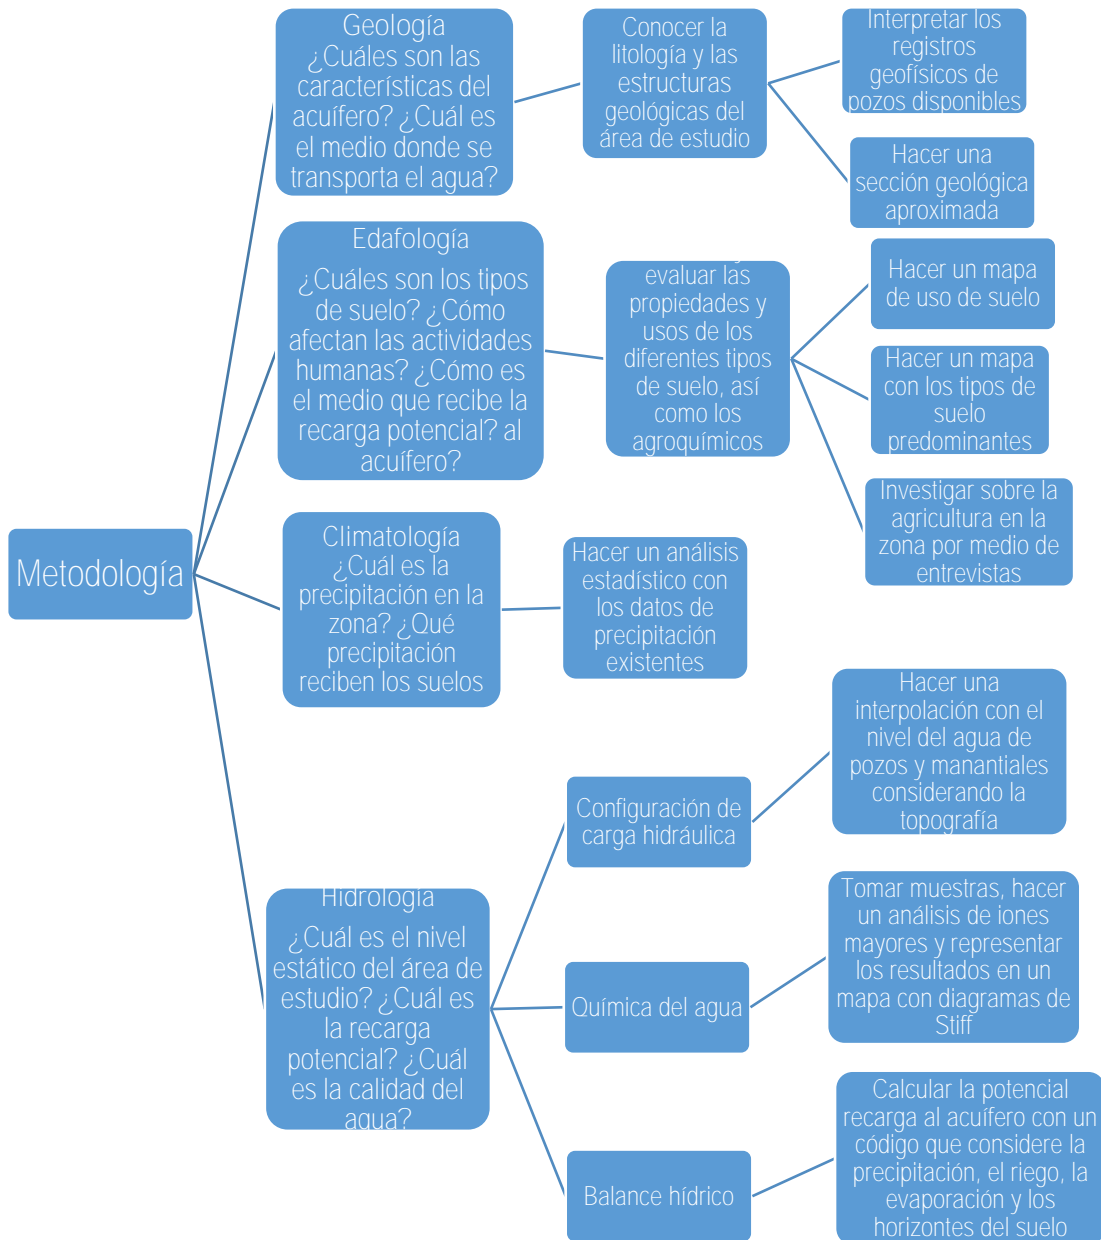 Metodología
Geología
¿Cuáles son las
características del
acuífero? ¿Cuál es
el medio donde se
transporta el agua?
Conocer la
litología y las
estructuras
geológicas del
área de estudio
Interpretar los
registros
geofísicos de
pozos disponibles
Hacer una
sección geológica
aproximada
Edafología
¿Cuáles son los tipos
de suelo? ¿Cómo
afectan las actividades
humanas? ¿Cómo es
el medio que recibe la
recarga potencial? al
acuífero?
evaluar las
propiedades y
usos de los
diferentes tipos
de suelo, así
como los
agroquímicos
Hacer un mapa
de uso de suelo
Hacer un mapa
con los tipos de
suelo
predominantes
Investigar sobre la
agricultura en la
zona por medio de
entrevistas
Climatología
¿Cuál es la
precipitación en la
zona? ¿Qué
precipitación
reciben los suelos
Hacer un análisis
estadístico con
los datos de
precipitación
existentes
Hidrología
¿Cuál es el nivel
estático del área de
estudio? ¿Cuál es
la recarga
potencial? ¿Cuál
es la calidad del
agua?
Configuración de
carga hidráulica
Hacer una
interpolación con el
nivel del agua de
pozos y manantiales
considerando la
topografía
Química del agua
Tomar muestras, hacer
un análisis de iones
mayores y representar
los resultados en un
mapa con diagramas de
Stiff
Balance hídrico
Calcular la potencial
recarga al acuífero con un
código que considere la
precipitación, el riego, la
evaporación y los
horizontes del suelo